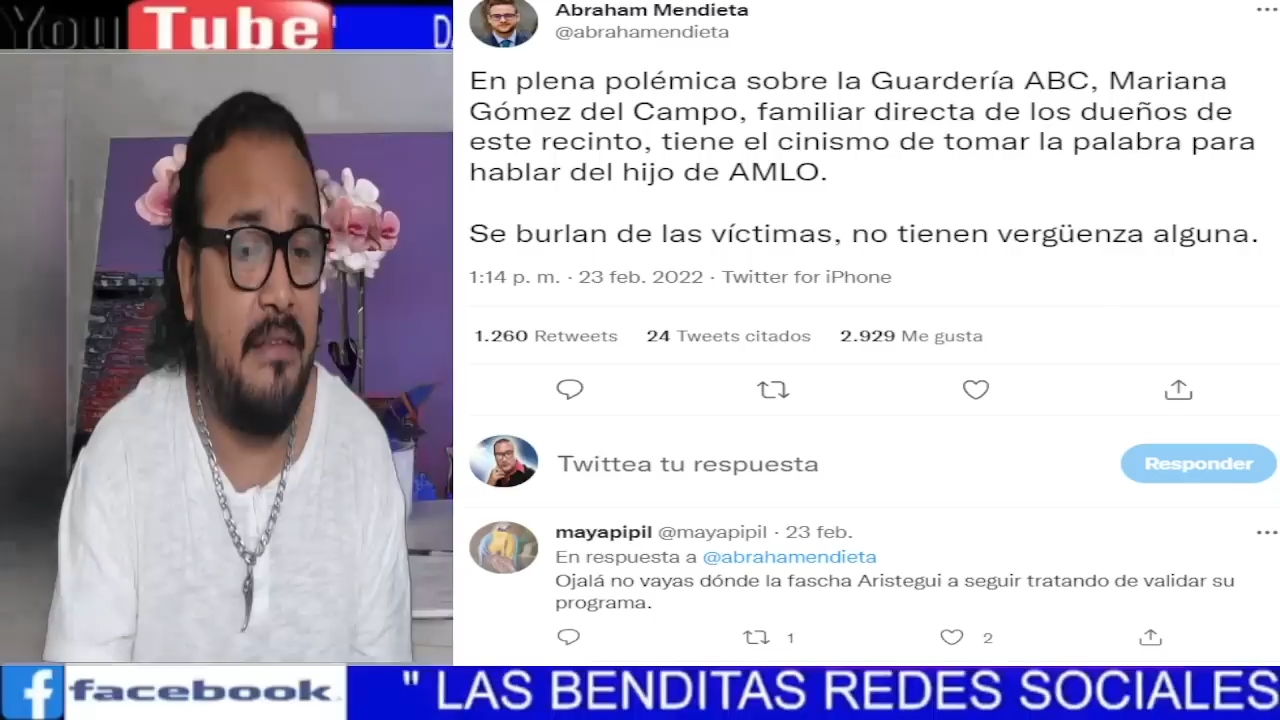 YouTube
Abraham Mendieta
@abrahamendieta
En plena polémica sobre la Guardería ABC, Mariana
Gómez del Campo, familiar directa de los dueños de
este recinto, tiene el cinismo de tomar la palabra para
hablar del hijo de AMLO.
Se burlan de las víctimas, no tienen vergüenza alguna.
1:14 p. m. · 23 feb. 2022 · Twitter for iPhone
1.260 Retweets 24 Tweets citados 2.929 Me gusta
Twittea tu respuesta
Responder
mayapipil @mayapipil · 23 feb.
En respuesta a @abrahamendieta
Ojalá no vayas dónde la fascha Aristegui a seguir tratando de validar su
programa.
1 2
facebook
" LAS BENDITAS REDES SOCIALES